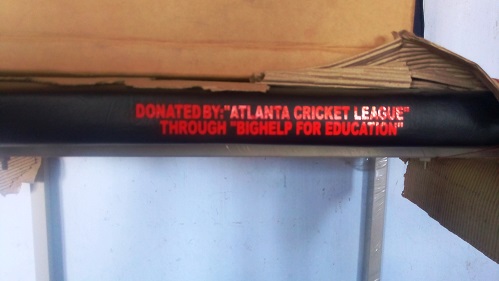 DONATED BY:"ATLANTA CRICKET LEAGUE"
THROUGH "BIGHELP FOR EDUCATION"